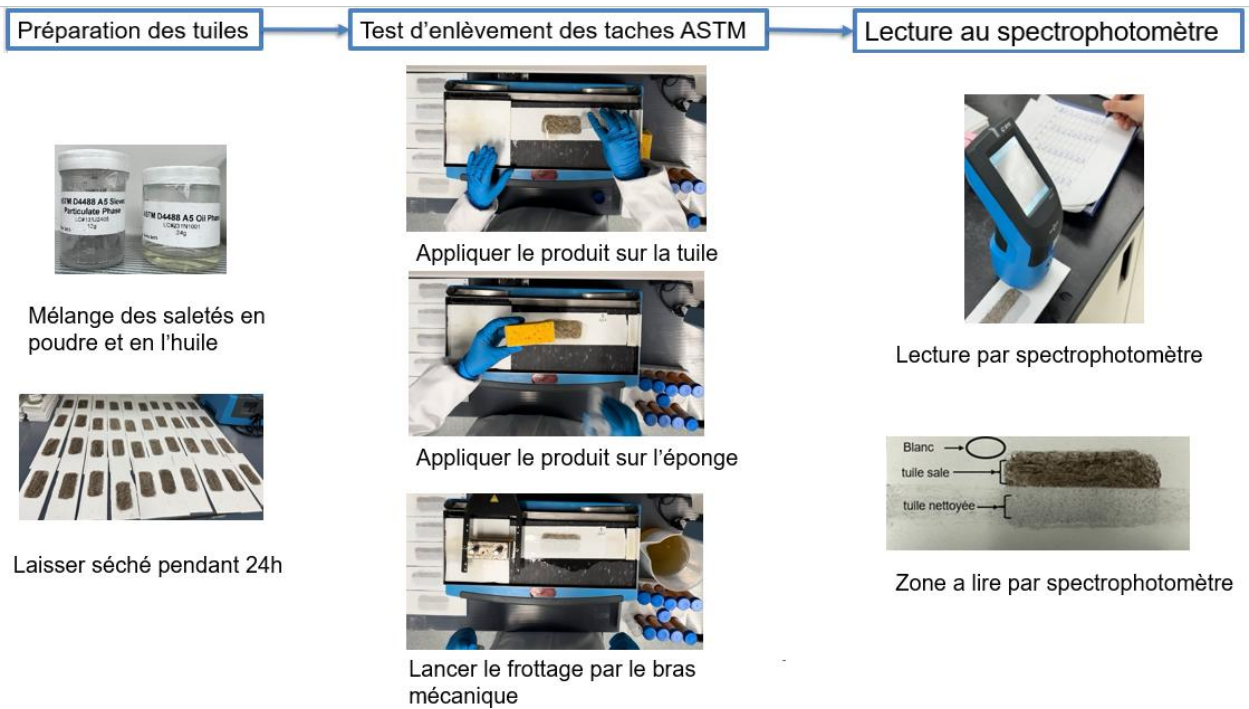 Préparation des tuiles
Test d'enlèvement des taches ASTM
Lecture au spectrophotomètre
ASTM D4488 A5 Sieved
Particulate Phase
12g
ASTM D4488 A5 Oil Phase
24g
Mélange des saletés en
poudre et en l'huile
Laisser séché pendant 24h
Appliquer le produit sur la tuile
Appliquer le produit sur l'éponge
Lancer le frottage par le bras
mécanique
Lecture par spectrophotomètre
Blanc
tuile sale
tuile nettoyée
Zone a lire par spectrophotomètre